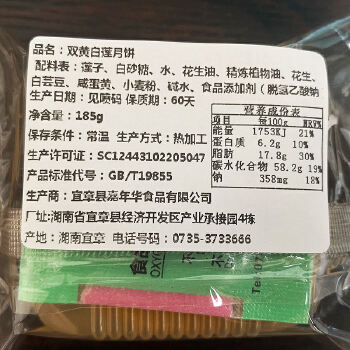 品名：双黄白莲月饼
配料表：莲子、白砂糖、水、花生油、精炼植物油、花生、
白芸豆、咸蛋黄、小麦粉、碱水、食品添加剂（脱氢乙酸钠
生产日期：见喷码 保质期：60天
净含量：185g
保存条件：常温 生产方式：热加工
许可证号：SC12443102205047
产品标准代号：GB/T19855
营养成份表
项目 每100g NRV%
能量 1753KJ 21%
蛋白质 6.2g 10%
脂肪 17.8g 30%
碳水化合物 58.2g 19%
钠 358mg 18%
生产商：宜章县嘉年华食品有限公司
厂址：湖南省宜章县经济开发区产业承接园4栋
产地：湖南宜章 电话号码：0735-3733666